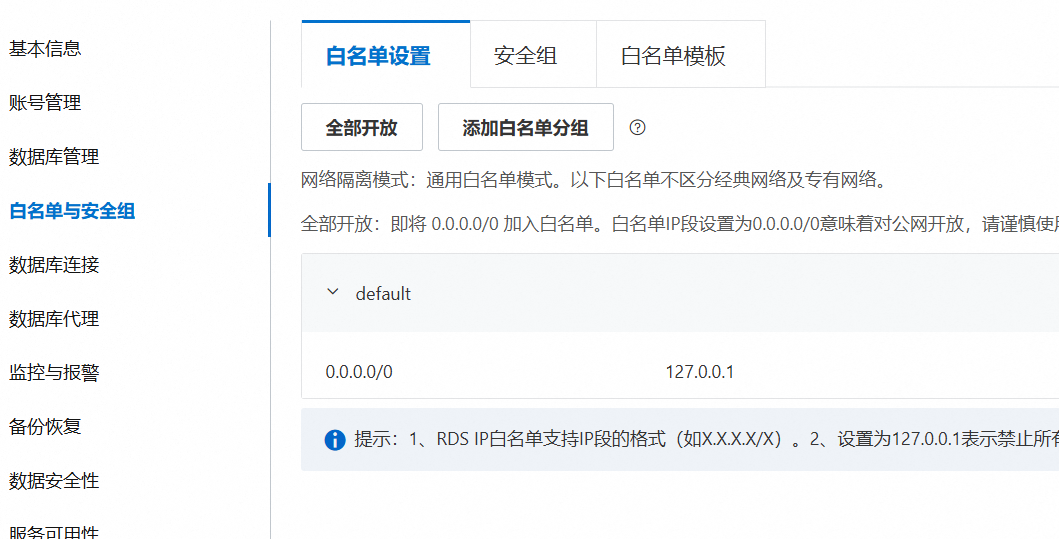 基本信息
账号管理
数据库管理
白名单与安全组
数据库连接
数据库代理
监控与报警
备份恢复
数据安全性
服务可用性
白名单设置 安全组 白名单模板
全部开放 添加白名单分组
网络隔离模式：通用白名单模式。以下白名单不区分经典网络及专有网络。
全部开放：即将 0.0.0.0/0 加入白名单。白名单IP段设置为0.0.0.0/0意味着对公网开放，请谨慎使用
default
0.0.0.0/0 127.0.0.1
提示：1、RDS IP白名单支持IP段的格式（如X.X.X.X/X）。2、设置为127.0.0.1表示禁止所有